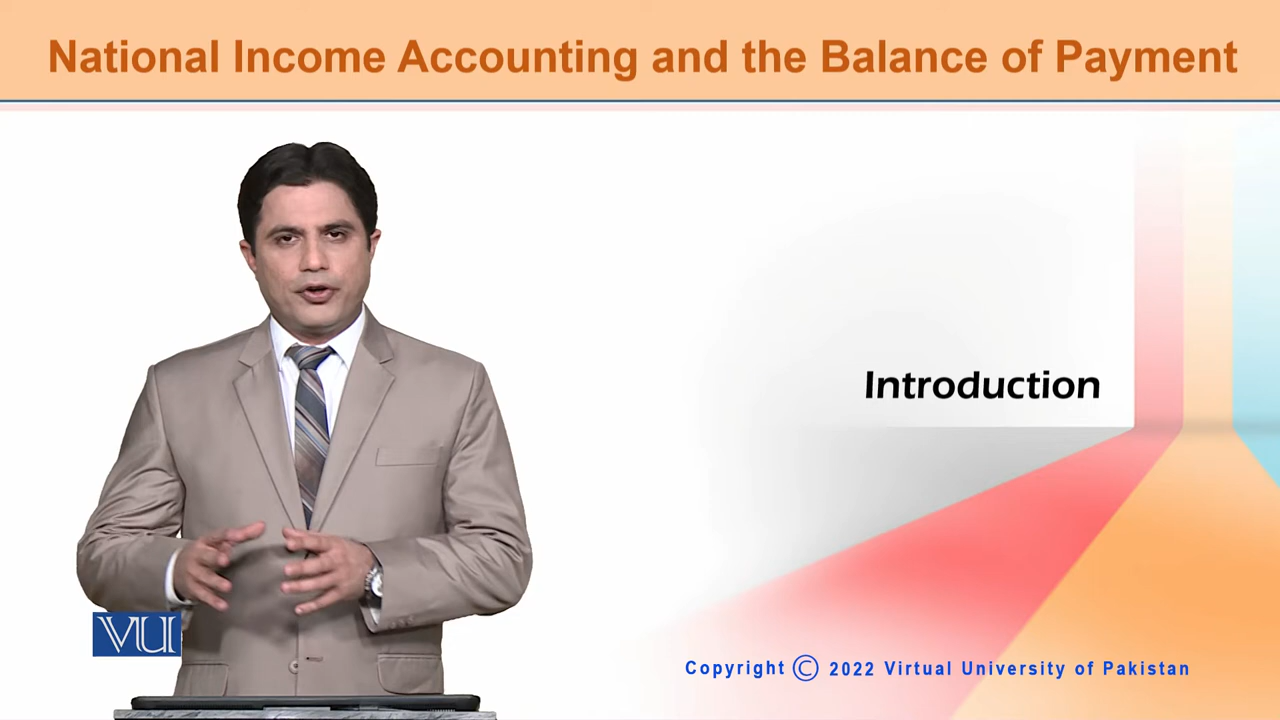 National Income Accounting and the Balance of Payment
Introduction
VU
Copyright © 2022 Virtual University of Pakistan